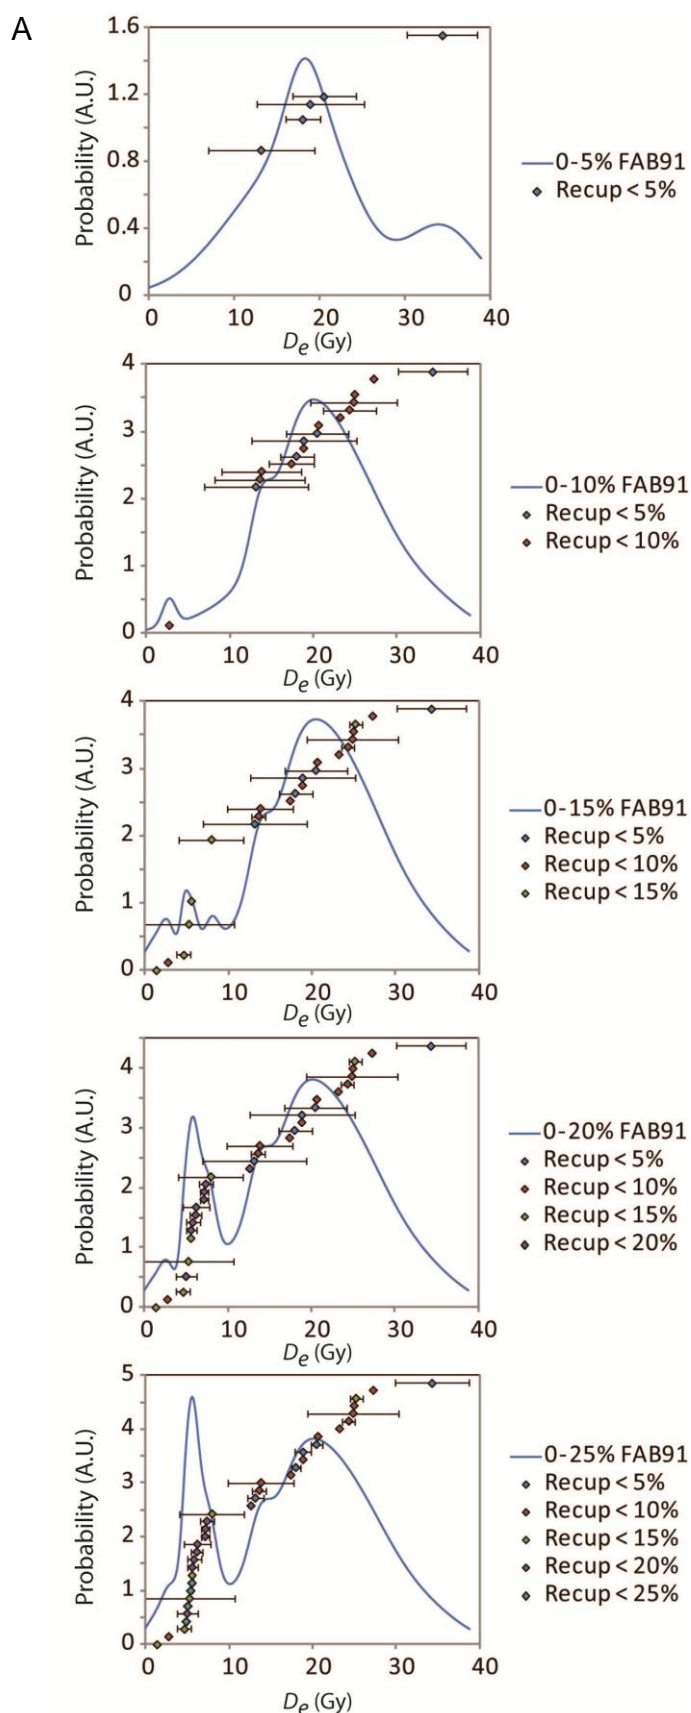 A
Probability (A.U.)
1.6
1.2
0.8
0.4
0
0 10 20 30 40
De (Gy)
0-5% FAB91
Recup < 5%
Probability (A.U.)
4
3
2
1
0
0 10 20 30 40
De (Gy)
0-10% FAB91
Recup < 5%
Recup < 10%
Probability (A.U.)
4
3
2
1
0
0 10 20 30 40
De (Gy)
0-15% FAB91
Recup < 5%
Recup < 10%
Recup < 15%
Probability (A.U.)
4
3
2
1
0
0 10 20 30 40
De (Gy)
0-20% FAB91
Recup < 5%
Recup < 10%
Recup < 15%
Recup < 20%
Probability (A.U.)
5
4
3
2
1
0
0 10 20 30 40
De (Gy)
0-25% FAB91
Recup < 5%
Recup < 10%
Recup < 15%
Recup < 20%
Recup < 25%